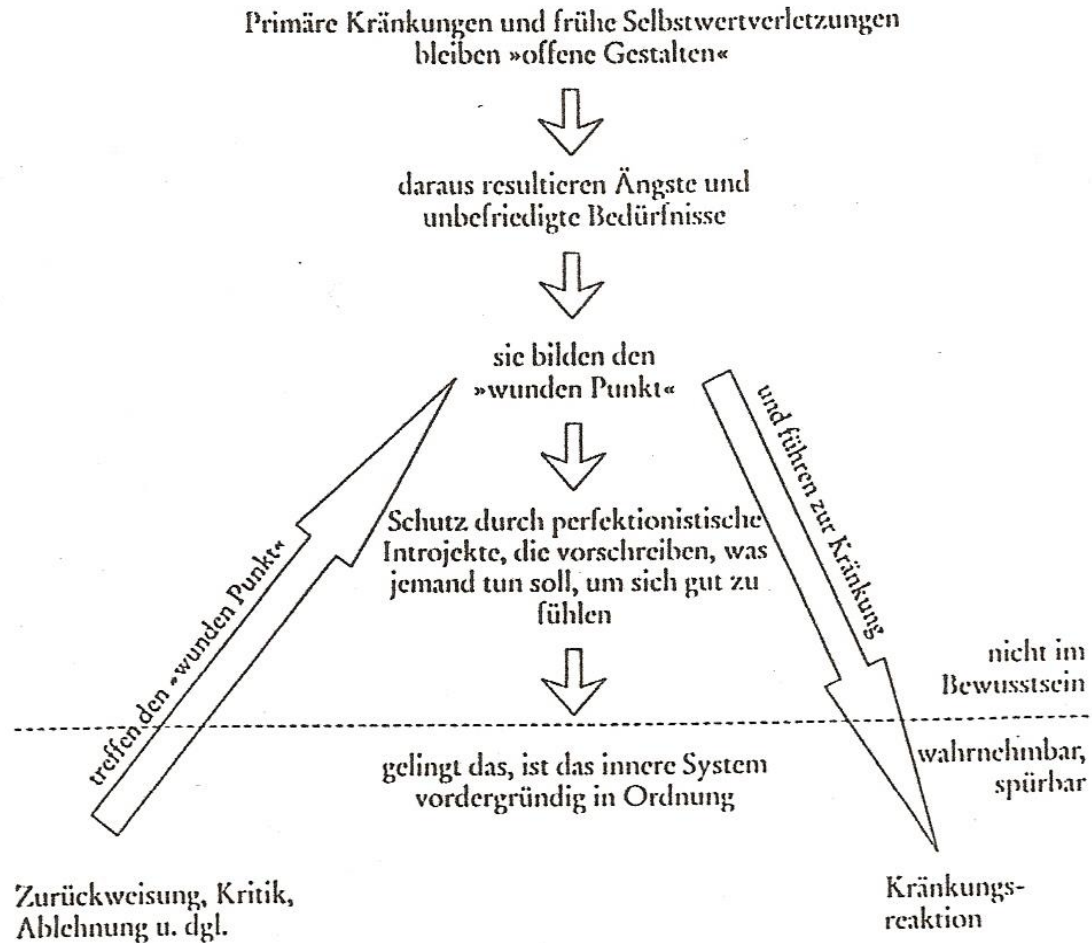 Primäre Kränkungen und frühe Selbstwertverletzungen
bleiben »offene Gestalten«
daraus resultieren Ängste und
unbefriedigte Bedürfnisse
sie bilden den
»wunden Punkt«
treffen den »wunden Punkt«
und führen zur Kränkung
Schutz durch perfektionistische
Introjekte, die vorschreiben, was
jemand tun soll, um sich gut zu
fühlen
nicht im
Bewusstsein
gelingt das, ist das innere System
vordergründig in Ordnung
wahrnehmbar,
spürbar
Zurückweisung, Kritik,
Ablehnung u. dgl.
Kränkungs-
reaktion